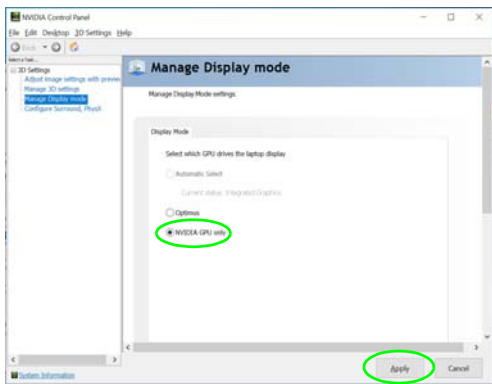 NVIDIA Control Panel
File Edit Desktop 3D Settings Help
Back
Select a Task...
3D Settings
Adjust image settings with preview
Manage 3D settings
Manage Display mode
Configure Surround, PhysX
System Information
Manage Display mode
Manage Display Mode settings.
Display Mode
Select which GPU drives the laptop display
Automatic Select
Current status: Integrated Graphics
Optimus
NVIDIA GPU only
Apply Cancel